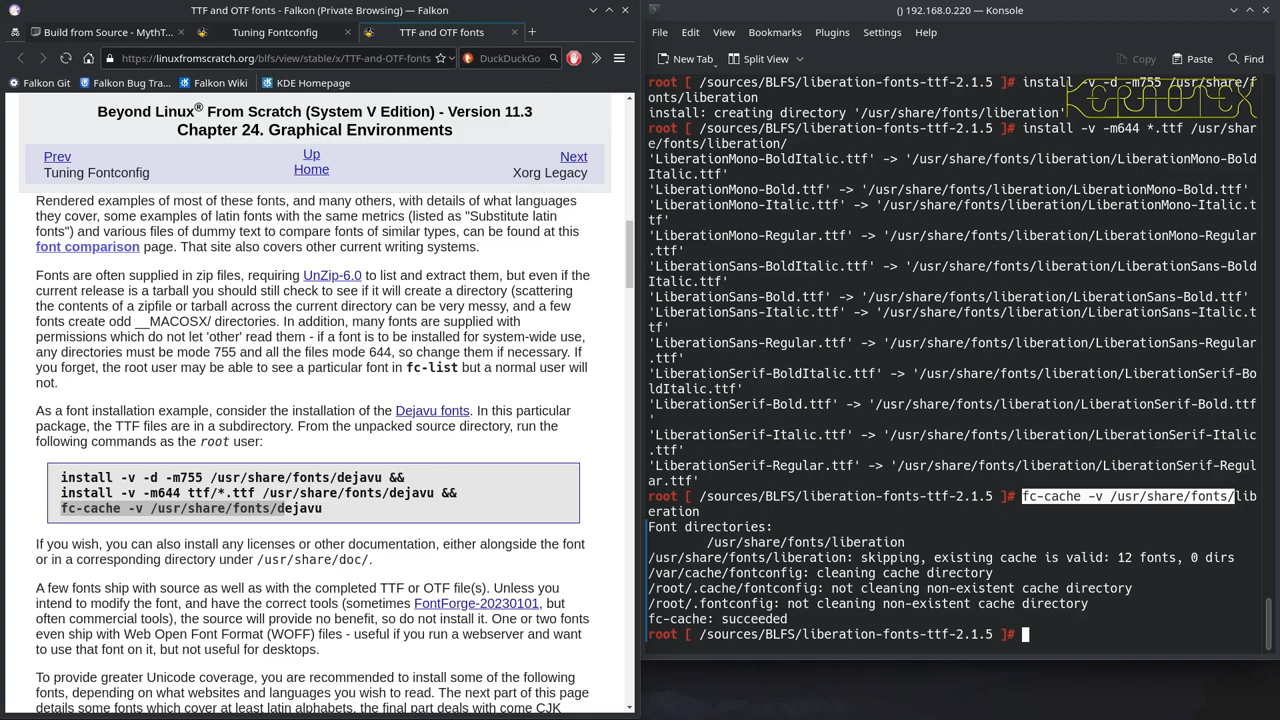 TTF and OTF fonts - Falkon (Private Browsing) — Falkon
Build from Source - MythT...
Tuning Fontconfig
TTF and OTF fonts
https://linuxfromscratch.org/blfs/view/stable/x/TTF-and-OTF-fonts
DuckDuckGo
Falkon Git
Falkon Bug Tra...
Falkon Wiki
KDE Homepage
Beyond Linux® From Scratch (System V Edition) - Version 11.3
Chapter 24. Graphical Environments
Prev
Up
Next
Tuning Fontconfig
Home
Xorg Legacy
Rendered examples of most of these fonts, and many others, with details of what languages
they cover, some examples of latin fonts with the same metrics (listed as "Substitute latin
fonts") and various files of dummy text to compare fonts of similar types, can be found at this
font comparison page. That site also covers other current writing systems.
Fonts are often supplied in zip files, requiring UnZip-6.0 to list and extract them, but even if the
current release is a tarball you should still check to see if it will create a directory (scattering
the contents of a zipfile or tarball across the current directory can be very messy, and a few
fonts create odd __MACOSX/ directories. In addition, many fonts are supplied with
permissions which do not let 'other' read them - if a font is to be installed for system-wide use,
any directories must be mode 755 and all the files mode 644, so change them if necessary. If
you forget, the root user may be able to see a particular font in fc-list but a normal user will
not.
As a font installation example, consider the installation of the Dejavu fonts. In this particular
package, the TTF files are in a subdirectory. From the unpacked source directory, run the
following commands as the root user:
install -v -d -m755 /usr/share/fonts/dejavu &&
install -v -m644 ttf/*.ttf /usr/share/fonts/dejavu &&
fc-cache -v /usr/share/fonts/dejavu
If you wish, you can also install any licenses or other documentation, either alongside the font
or in a corresponding directory under /usr/share/doc/.
A few fonts ship with source as well as with the completed TTF or OTF file(s). Unless you
intend to modify the font, and have the correct tools (sometimes FontForge-20230101, but
often commercial tools), the source will provide no benefit, so do not install it. One or two fonts
even ship with Web Open Font Format (WOFF) files - useful if you run a webserver and want
to use that font on it, but not useful for desktops.
To provide greater Unicode coverage, you are recommended to install some of the following
fonts, depending on what websites and languages you wish to read. The next part of this page
details some fonts which cover at least latin alphabets, the final part deals with come CJK
() 192.168.0.220 — Konsole
File
Edit
View
Bookmarks
Plugins
Settings
Help
New Tab
Split View
Copy
Paste
Find
root [ /sources/BLFS/liberation-fonts-ttf-2.1.5 ]# install -v -d -m755 /usr/share/f
onts/liberation
install: creating directory '/usr/share/fonts/liberation'
root [ /sources/BLFS/liberation-fonts-ttf-2.1.5 ]# install -v -m644 *.ttf /usr/shar
e/fonts/liberation/
'LiberationMono-BoldItalic.ttf' -> '/usr/share/fonts/liberation/LiberationMono-Bold
Italic.ttf'
'LiberationMono-Bold.ttf' -> '/usr/share/fonts/liberation/LiberationMono-Bold.ttf'
'LiberationMono-Italic.ttf' -> '/usr/share/fonts/liberation/LiberationMono-Italic.t
tf'
'LiberationMono-Regular.ttf' -> '/usr/share/fonts/liberation/LiberationMono-Regular
.ttf'
'LiberationSans-BoldItalic.ttf' -> '/usr/share/fonts/liberation/LiberationSans-Bold
Italic.ttf'
'LiberationSans-Bold.ttf' -> '/usr/share/fonts/liberation/LiberationSans-Bold.ttf'
'LiberationSans-Italic.ttf' -> '/usr/share/fonts/liberation/LiberationSans-Italic.t
tf'
'LiberationSans-Regular.ttf' -> '/usr/share/fonts/liberation/LiberationSans-Regular
.ttf'
'LiberationSerif-BoldItalic.ttf' -> '/usr/share/fonts/liberation/LiberationSerif-Bo
ldItalic.ttf'
'LiberationSerif-Bold.ttf' -> '/usr/share/fonts/liberation/LiberationSerif-Bold.ttf
'
'LiberationSerif-Italic.ttf' -> '/usr/share/fonts/liberation/LiberationSerif-Italic
.ttf'
'LiberationSerif-Regular.ttf' -> '/usr/share/fonts/liberation/LiberationSerif-Regul
ar.ttf'
root [ /sources/BLFS/liberation-fonts-ttf-2.1.5 ]# fc-cache -v /usr/share/fonts/lib
eration
Font directories:
/usr/share/fonts/liberation
/usr/share/fonts/liberation: skipping, existing cache is valid: 12 fonts, 0 dirs
/var/cache/fontconfig: cleaning cache directory
/root/.cache/fontconfig: not cleaning non-existent cache directory
/root/.fontconfig: not cleaning non-existent cache directory
fc-cache: succeeded
root [ /sources/BLFS/liberation-fonts-ttf-2.1.5 ]#